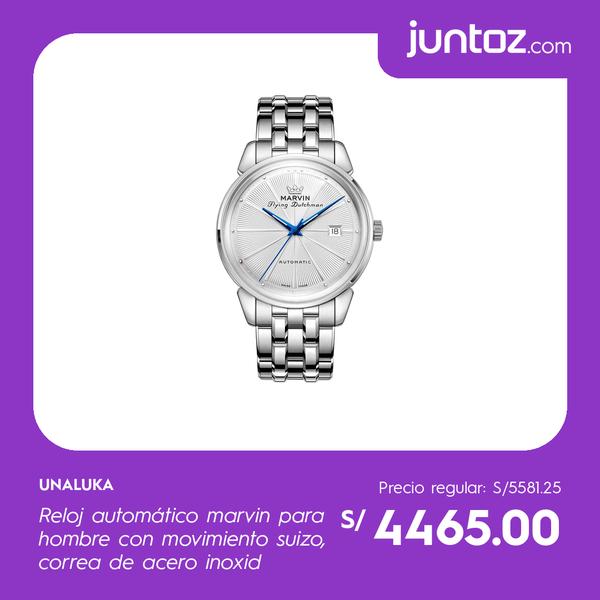 juntoz.com
MARVIN
Flying Dutchman
18
AUTOMATIC
UNALUKA
Reloj automático marvin para
hombre con movimiento suizo,
correa de acero inoxid
Precio regular: S/5581.25
S/ 4465.00